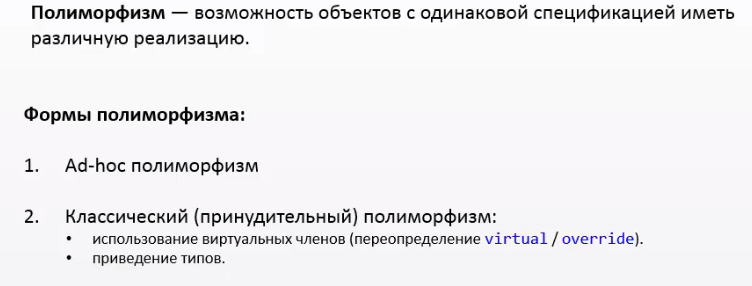 Полиморфизм — возможность объектов с одинаковой спецификацией иметь
различную реализацию.
Формы полиморфизма:
1. Ad-hoc полиморфизм
2. Классический (принудительный) полиморфизм:
• использование виртуальных членов (переопределение virtual / override).
• приведение типов.